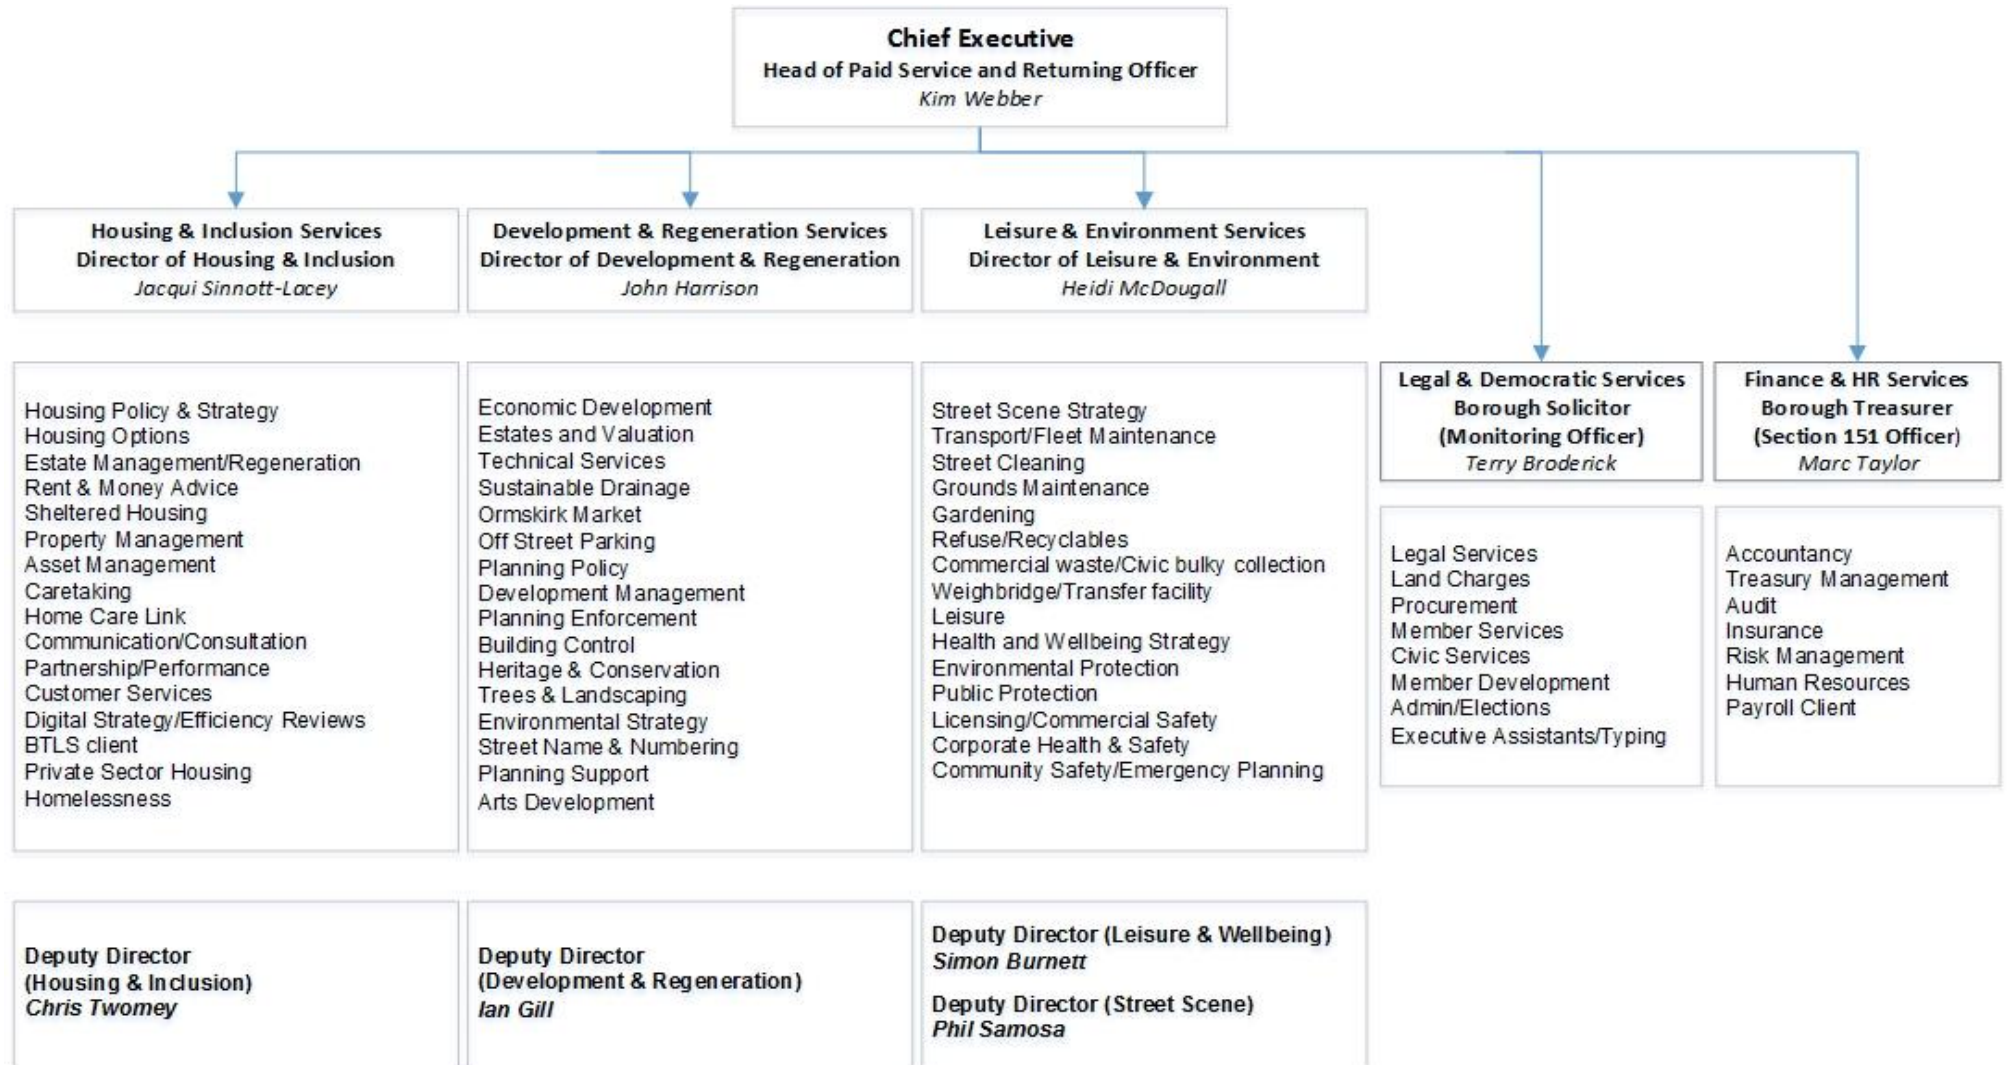 Chief Executive
Head of Paid Service and Returning Officer
Kim Webber
Housing & Inclusion Services
Director of Housing & Inclusion
Jacqui Sinnott-Lacey
Development & Regeneration Services
Director of Development & Regeneration
John Harrison
Leisure & Environment Services
Director of Leisure & Environment
Heidi McDougall
Legal & Democratic Services
Borough Solicitor
(Monitoring Officer)
Terry Broderick
Finance & HR Services
Borough Treasurer
(Section 151 Officer)
Marc Taylor
Housing Policy & Strategy
Housing Options
Estate Management/Regeneration
Rent & Money Advice
Sheltered Housing
Property Management
Asset Management
Caretaking
Home Care Link
Communication/Consultation
Partnership/Performance
Customer Services
Digital Strategy/Efficiency Reviews
BTLS client
Private Sector Housing
Homelessness
Economic Development
Estates and Valuation
Technical Services
Sustainable Drainage
Ormskirk Market
Off Street Parking
Planning Policy
Development Management
Planning Enforcement
Building Control
Heritage & Conservation
Trees & Landscaping
Environmental Strategy
Street Name & Numbering
Planning Support
Arts Development
Street Scene Strategy
Transport/Fleet Maintenance
Street Cleaning
Grounds Maintenance
Gardening
Refuse/Recyclables
Commercial waste/Civic bulky collection
Weighbridge/Transfer facility
Leisure
Health and Wellbeing Strategy
Environmental Protection
Public Protection
Licensing/Commercial Safety
Corporate Health & Safety
Community Safety/Emergency Planning
Legal Services
Land Charges
Procurement
Member Services
Civic Services
Member Development
Admin/Elections
Executive Assistants/Typing
Accountancy
Treasury Management
Audit
Insurance
Risk Management
Human Resources
Payroll Client
Deputy Director
(Housing & Inclusion)
Chris Twomey
Deputy Director
(Development & Regeneration)
Ian Gill
Deputy Director (Leisure & Wellbeing)
Simon Burnett
Deputy Director (Street Scene)
Phil Samosa